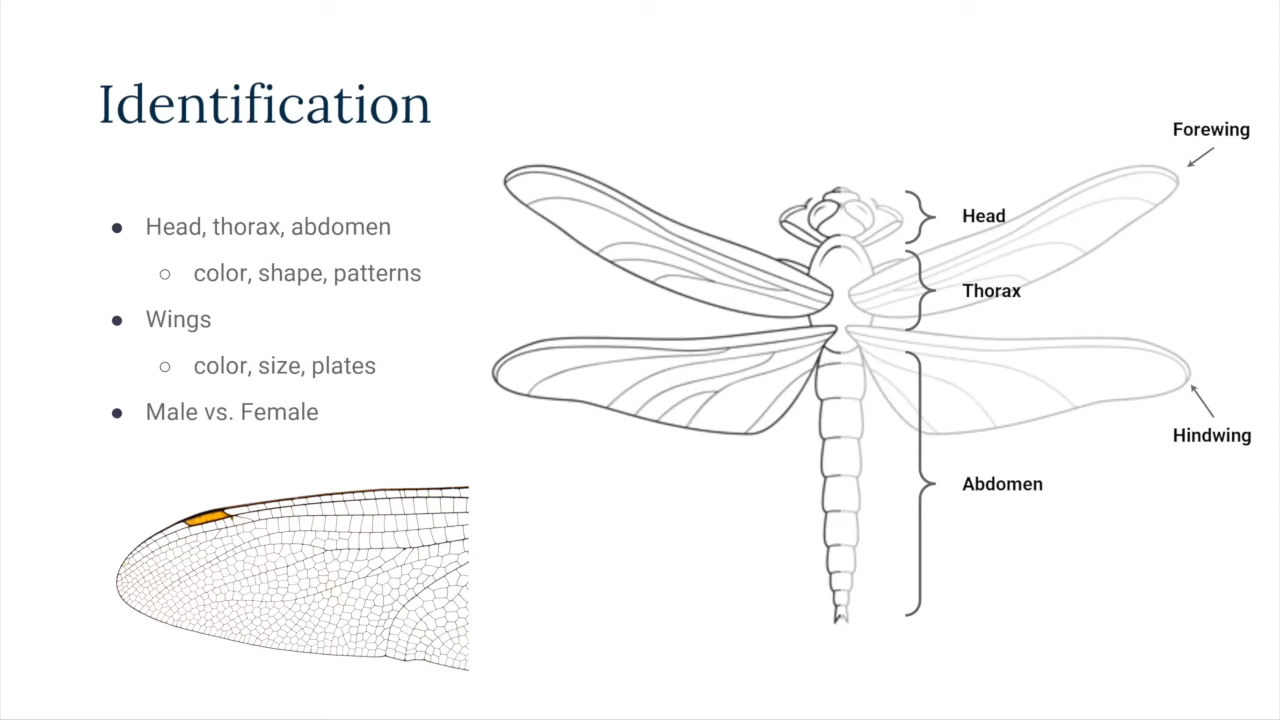 Identification
Head, thorax, abdomen
color, shape, patterns
Wings
color, size, plates
Male vs. Female
Forewing
Head
Thorax
Hindwing
Abdomen